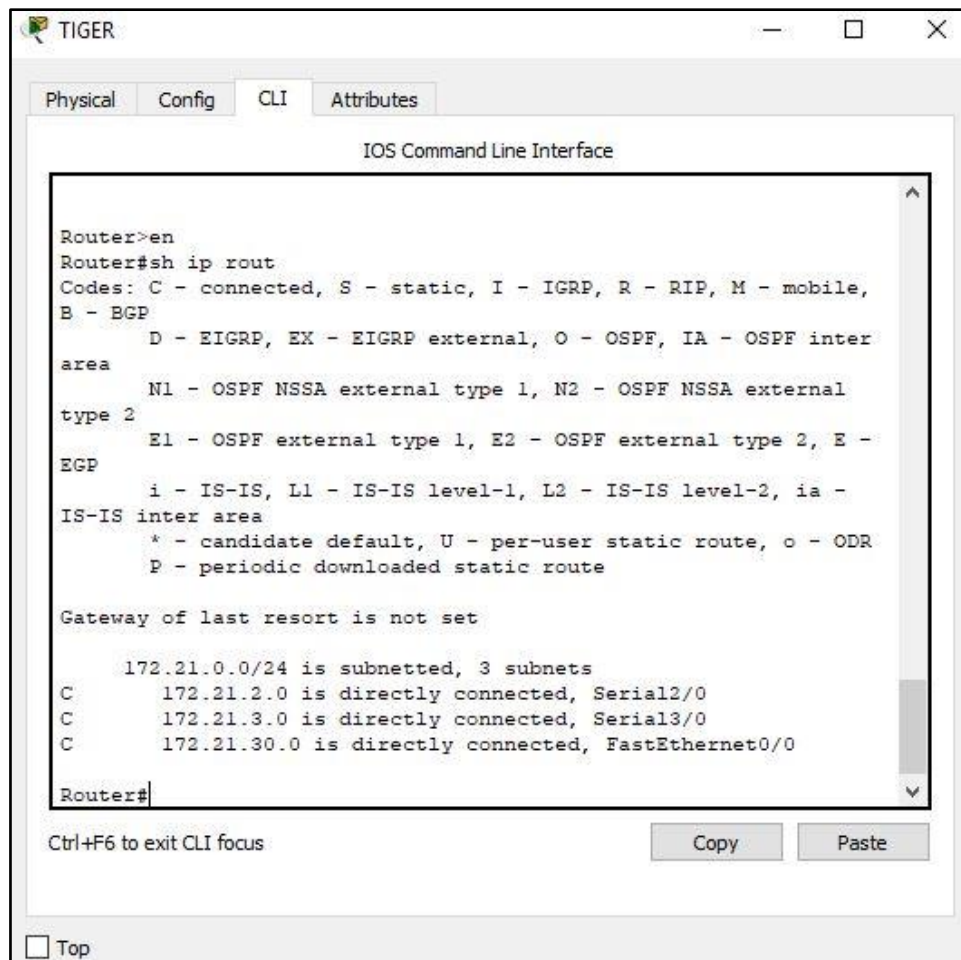 TIGER
Physical Config CLI Attributes
IOS Command Line Interface
Router>en
Router#sh ip rout
Codes: C - connected, S - static, I - IGRP, R - RIP, M - mobile,
B - BGP
D - EIGRP, EX - EIGRP external, O - OSPF, IA - OSPF inter
area
N1 - OSPF NSSA external type 1, N2 - OSPF NSSA external
type 2
E1 - OSPF external type 1, E2 - OSPF external type 2, E -
EGP
i - IS-IS, L1 - IS-IS level-1, L2 - IS-IS level-2, ia -
IS-IS inter area
* - candidate default, U - per-user static route, o - ODR
P - periodic downloaded static route
Gateway of last resort is not set
172.21.0.0/24 is subnetted, 3 subnets
C 172.21.2.0 is directly connected, Serial2/0
C 172.21.3.0 is directly connected, Serial3/0
C 172.21.30.0 is directly connected, FastEthernet0/0
Router#
Ctrl+F6 to exit CLI focus Copy Paste
Top